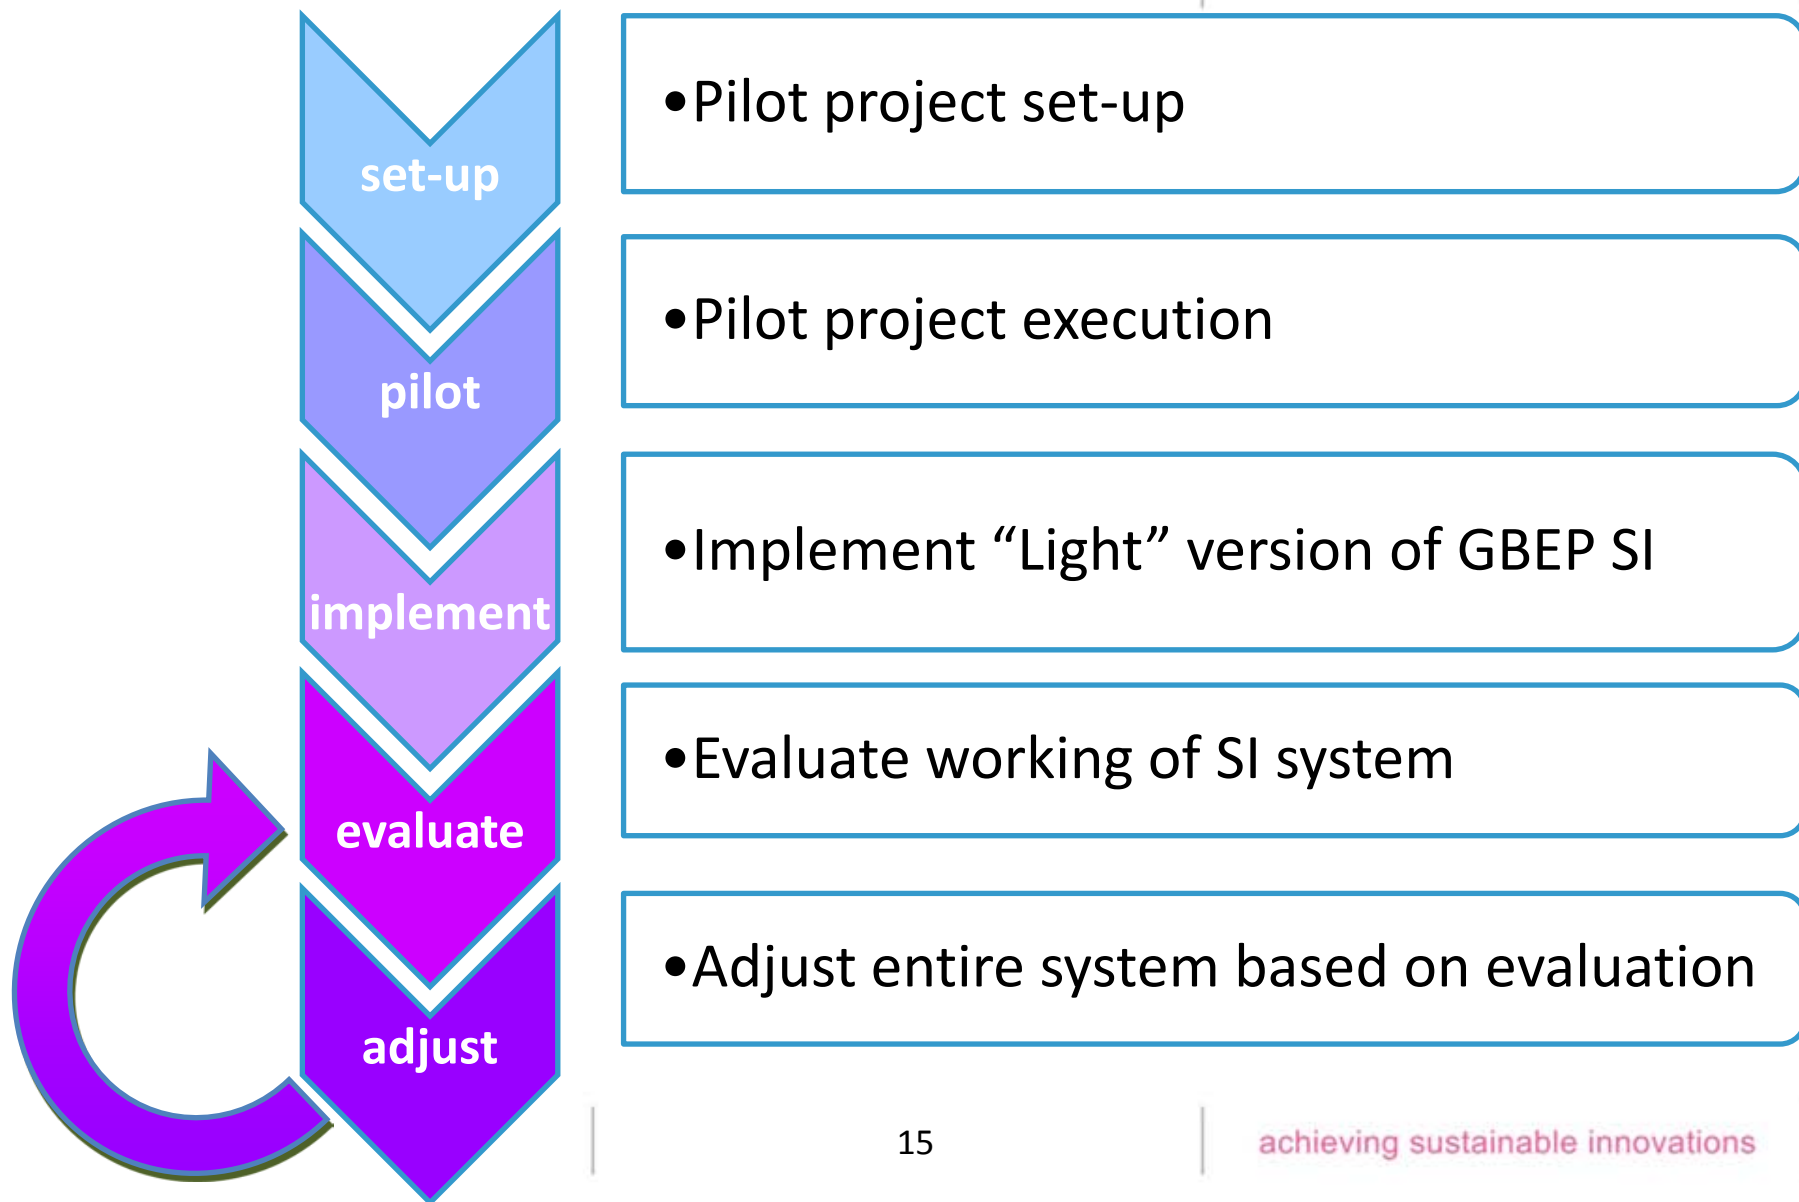 set-up
•Pilot project set-up
pilot
•Pilot project execution
implement
•Implement “Light” version of GBEP SI
evaluate
•Evaluate working of SI system
adjust
•Adjust entire system based on evaluation
15
achieving sustainable innovations